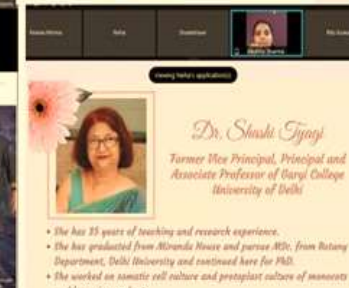 Neha
Viewing Neha's application(s)
Dr. Shashi Tyagi
Former Vice Principal, Principal and
Associate Professor of Gargi College
University of Delhi
• She has 35 years of teaching and research experience.
• She has graduated from Miranda House and pursue MSc. from Botany
Department, Delhi University and continued here for PhD.
• She worked on somatic cell culture and protoplast culture of monocots